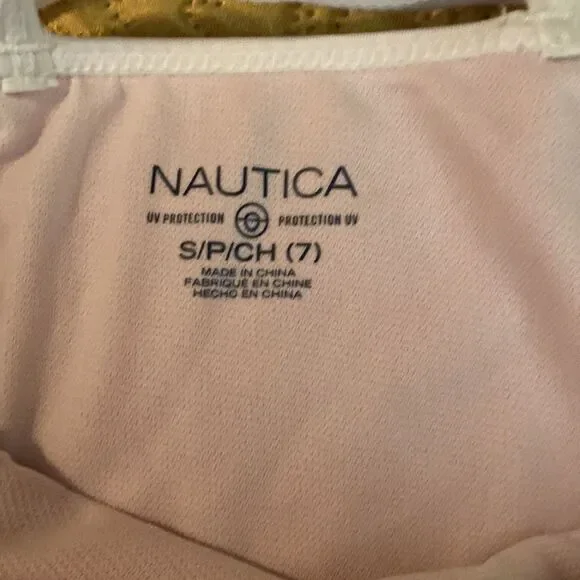 NAUTICA
UV PROTECTION PROTECTION UV
S/P/CH (7)
MADE IN CHINA
FABRIQUÉ EN CHINE
HECHO EN CHINA